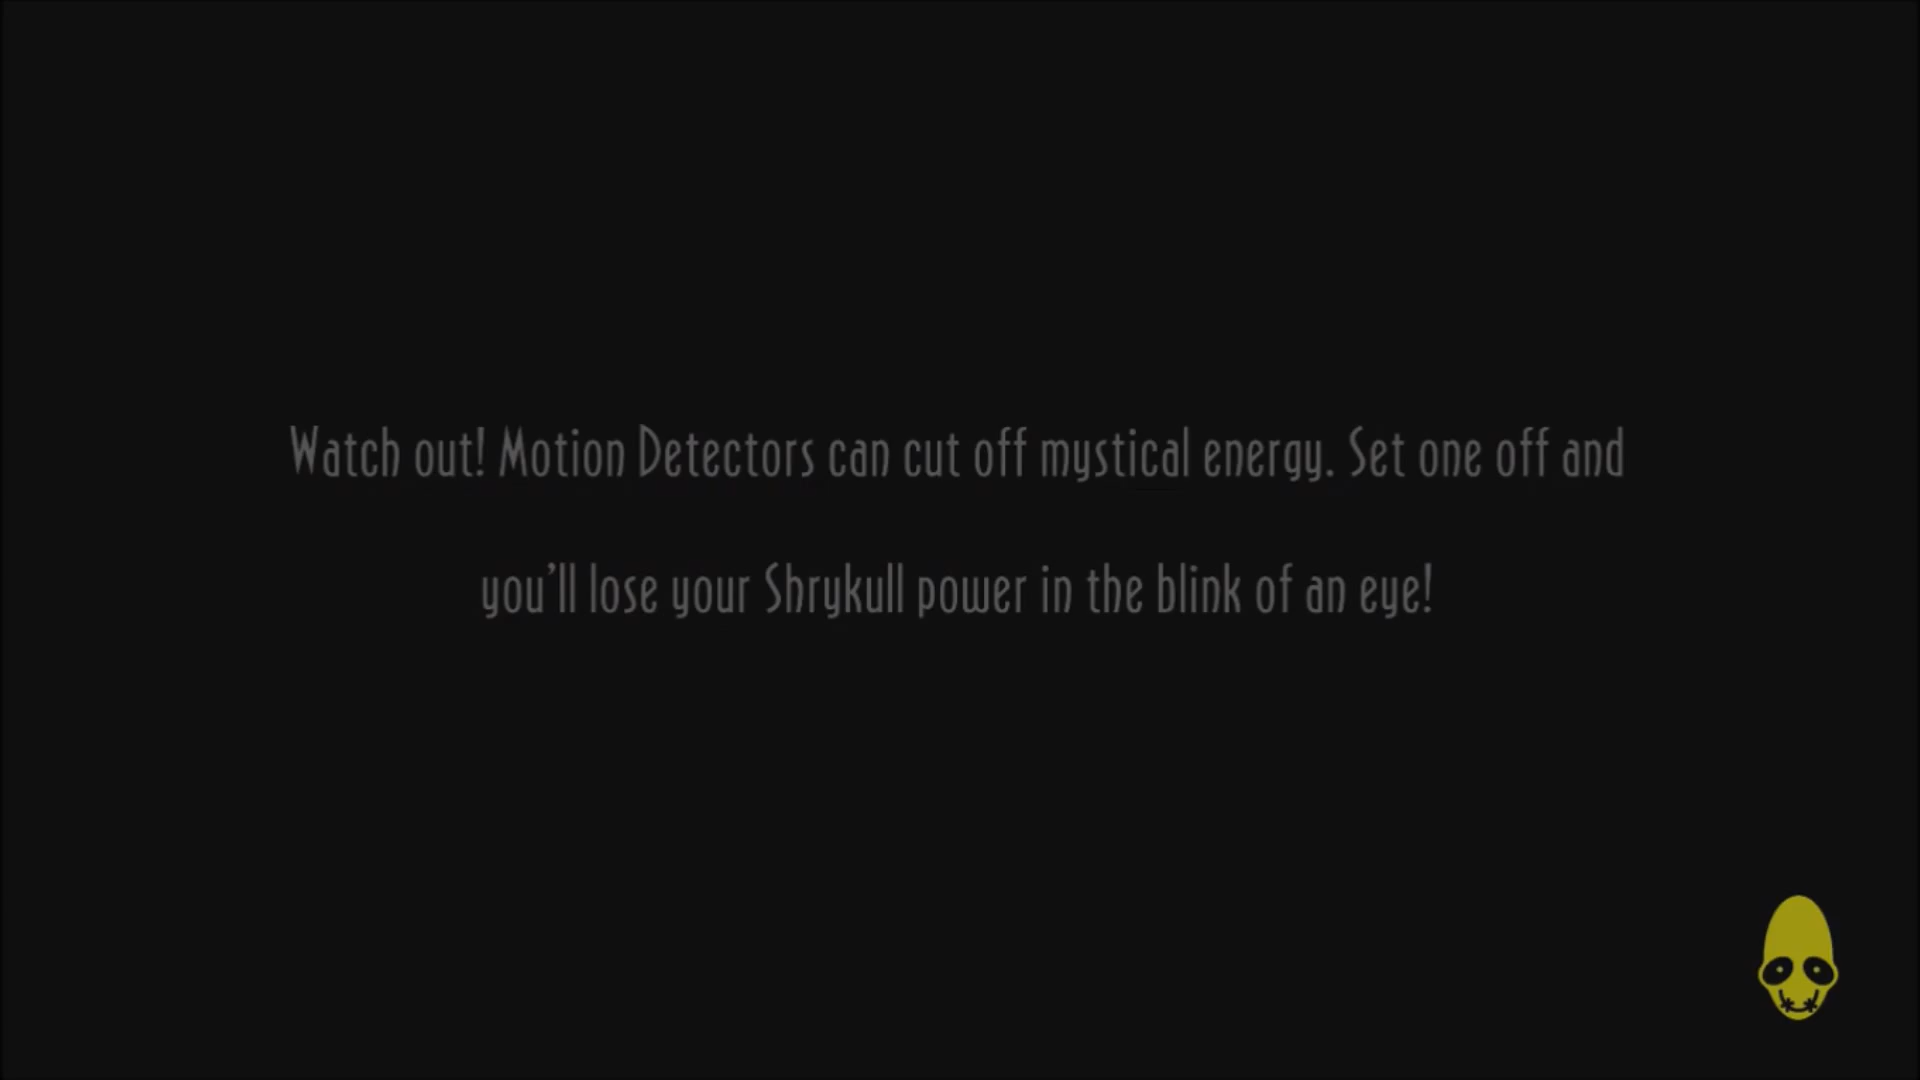 Watch out! Motion Detectors can cut off mystical energy. Set one off and
you’ll lose your Shrykull power in the blink of an eye!